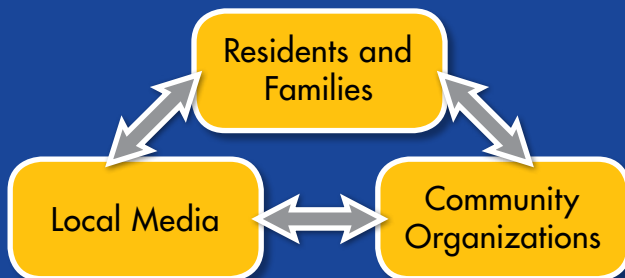 Residents and
Families
Local Media
Community
Organizations